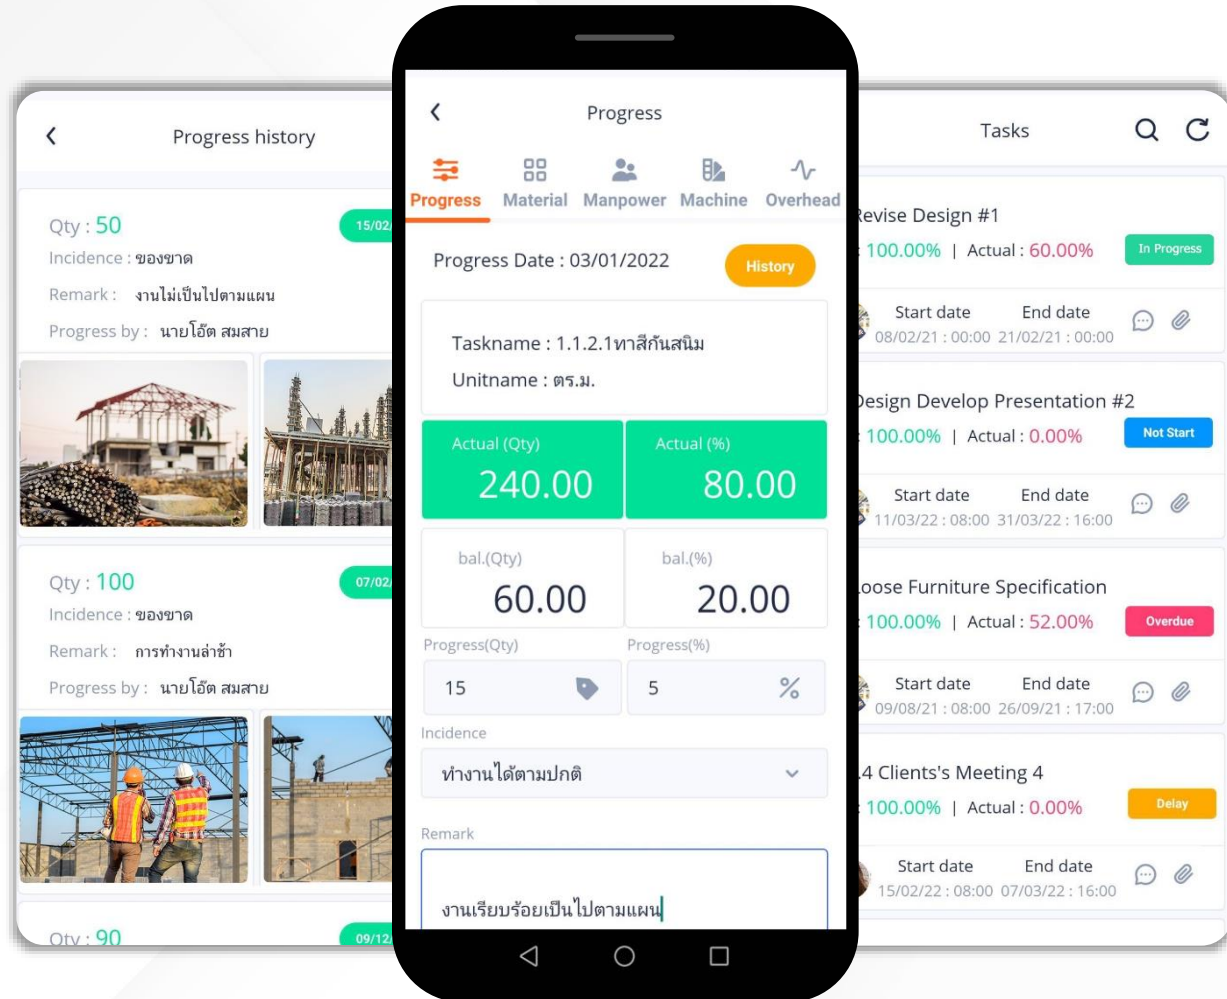 Progress history
Qty : 50
15/02/
Incidence : ของขาด
Remark : งานไม่เป็นไปตามแผน
Progress by : นายโอ๊ต สมสาย
Qty : 100
07/02/
Incidence : ของขาด
Remark : การทำงานล่าช้า
Progress by : นายโอ๊ต สมสาย
Qty : 90
09/12/
Progress
Progress Material Manpower Machine Overhead
Progress Date : 03/01/2022 History
Taskname : 1.1.2.1ทาสีกันสนิม
Unitname : ตร.ม.
Actual (Qty) Actual (%)
240.00 80.00
bal.(Qty) bal.(%)
60.00 20.00
Progress(Qty) Progress(%)
15 5 %
Incidence
ทำงานได้ตามปกติ
Remark
งานเรียบร้อยเป็นไปตามแผน
Tasks
Revise Design #1
: 100.00% | Actual : 60.00% In Progress
Start date End date
08/02/21 : 00:00 21/02/21 : 00:00
Design Develop Presentation #2
: 100.00% | Actual : 0.00% Not Start
Start date End date
11/03/22 : 08:00 31/03/22 : 16:00
Loose Furniture Specification
: 100.00% | Actual : 52.00% Overdue
Start date End date
09/08/21 : 08:00 26/09/21 : 17:00
.4 Clients's Meeting 4
: 100.00% | Actual : 0.00% Delay
Start date End date
15/02/22 : 08:00 07/03/22 : 16:00